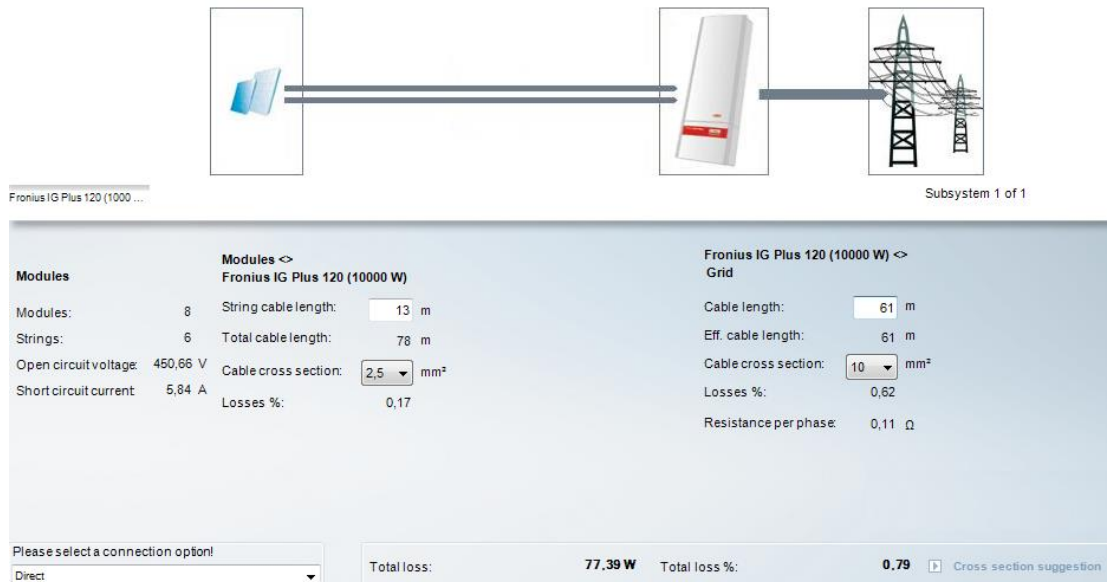 Fronius IG Plus 120 (1000 ...
Subsystem 1 of 1
Modules
Modules: 8
Strings: 6
Open circuit voltage: 450,66 V
Short circuit current: 5,84 A
Modules <>
Fronius IG Plus 120 (10000 W)
String cable length: 13 m
Total cable length: 78 m
Cable cross section: 2,5 mm²
Losses %: 0,17
Fronius IG Plus 120 (10000 W) <>
Grid
Cable length: 61 m
Eff. cable length: 61 m
Cable cross section: 10 mm²
Losses %: 0,62
Resistance per phase: 0,11 Ω
Please select a connection option!
Direct
Total loss: 77,39 W Total loss %: 0,79 Cross section suggestion